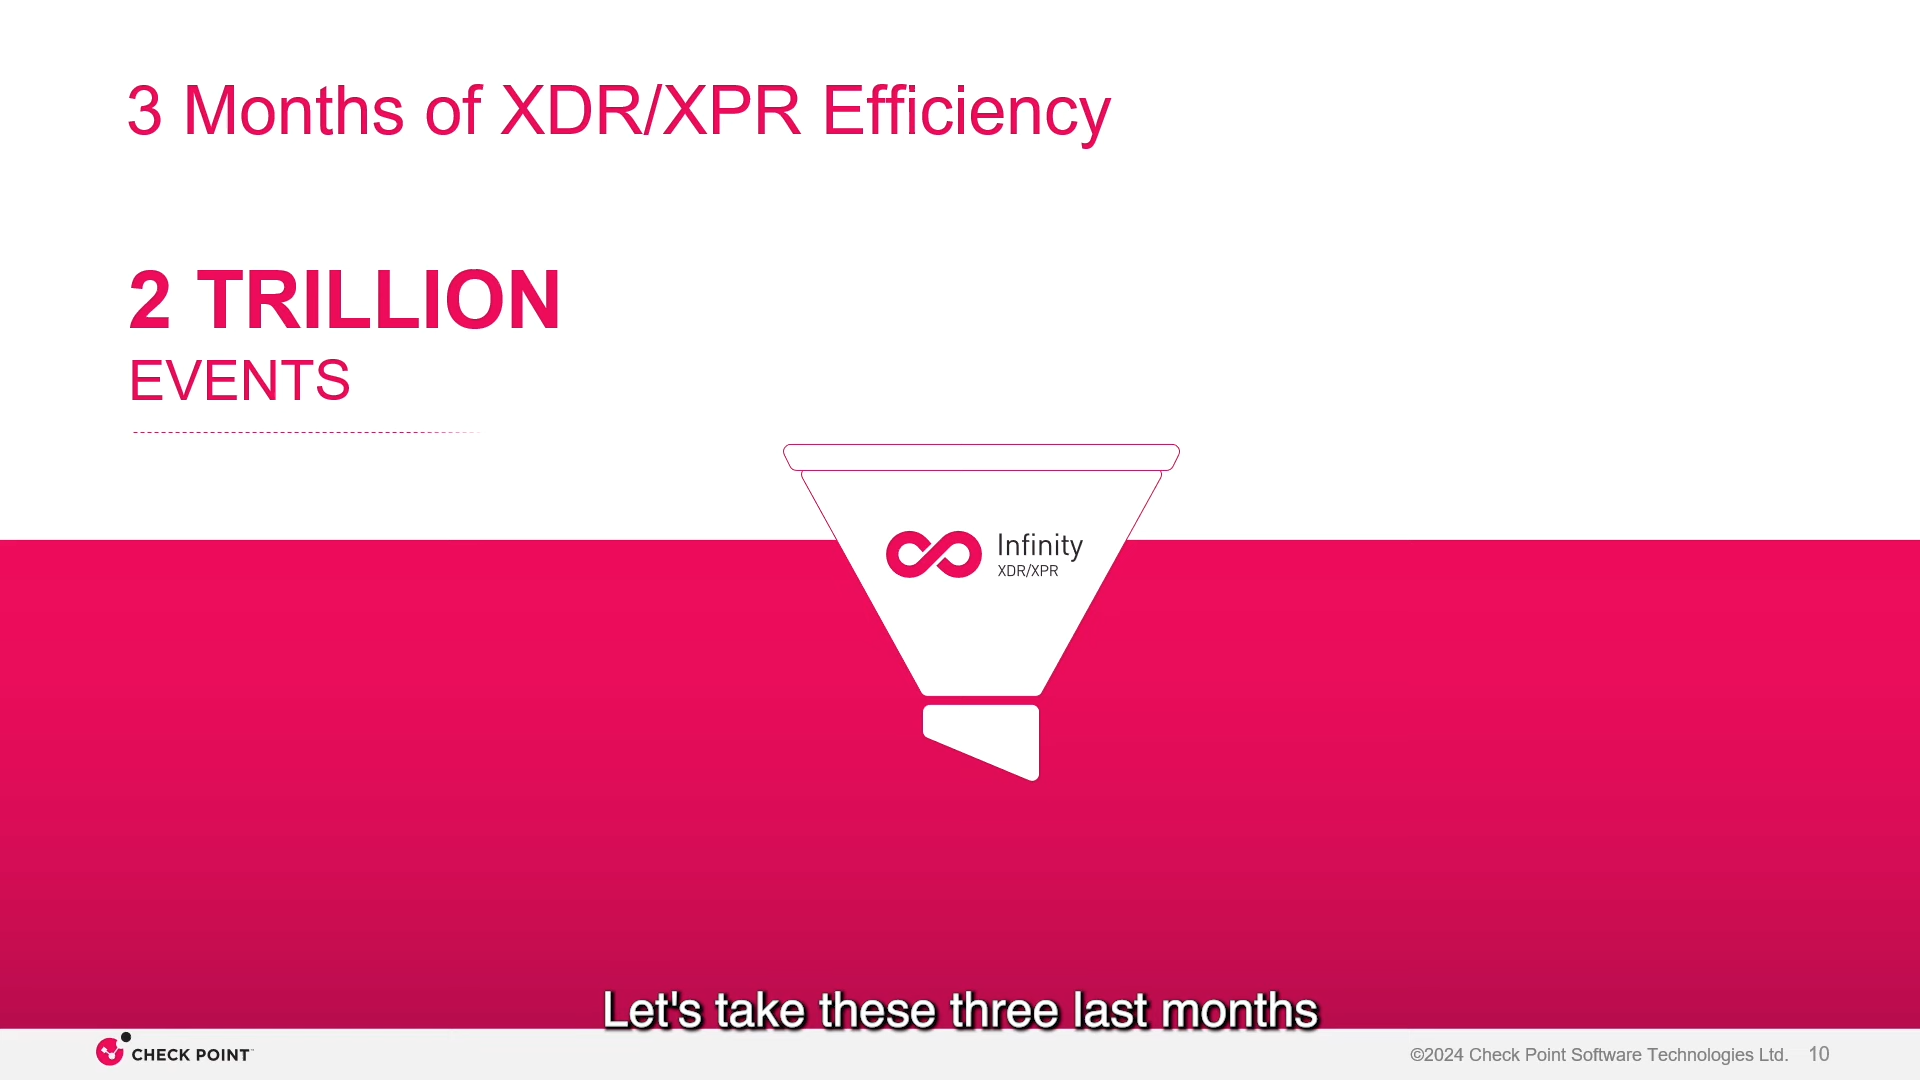 3 Months of XDR/XPR Efficiency
2 TRILLION
EVENTS
Infinity
XDR/XPR
Let's take these three last months
CHECK POINT™
©2024 Check Point Software Technologies Ltd. 10